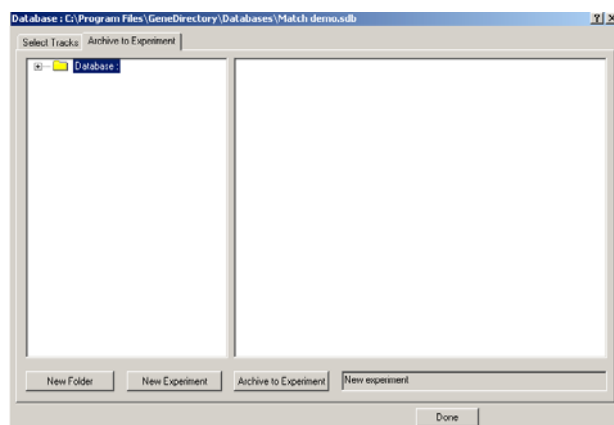 Database : C:\Program Files\GeneDirectory\Databases\Match demo.sdb
Select Tracks
Archive to Experiment
Database :
New Folder
New Experiment
Archive to Experiment
New experiment
Done